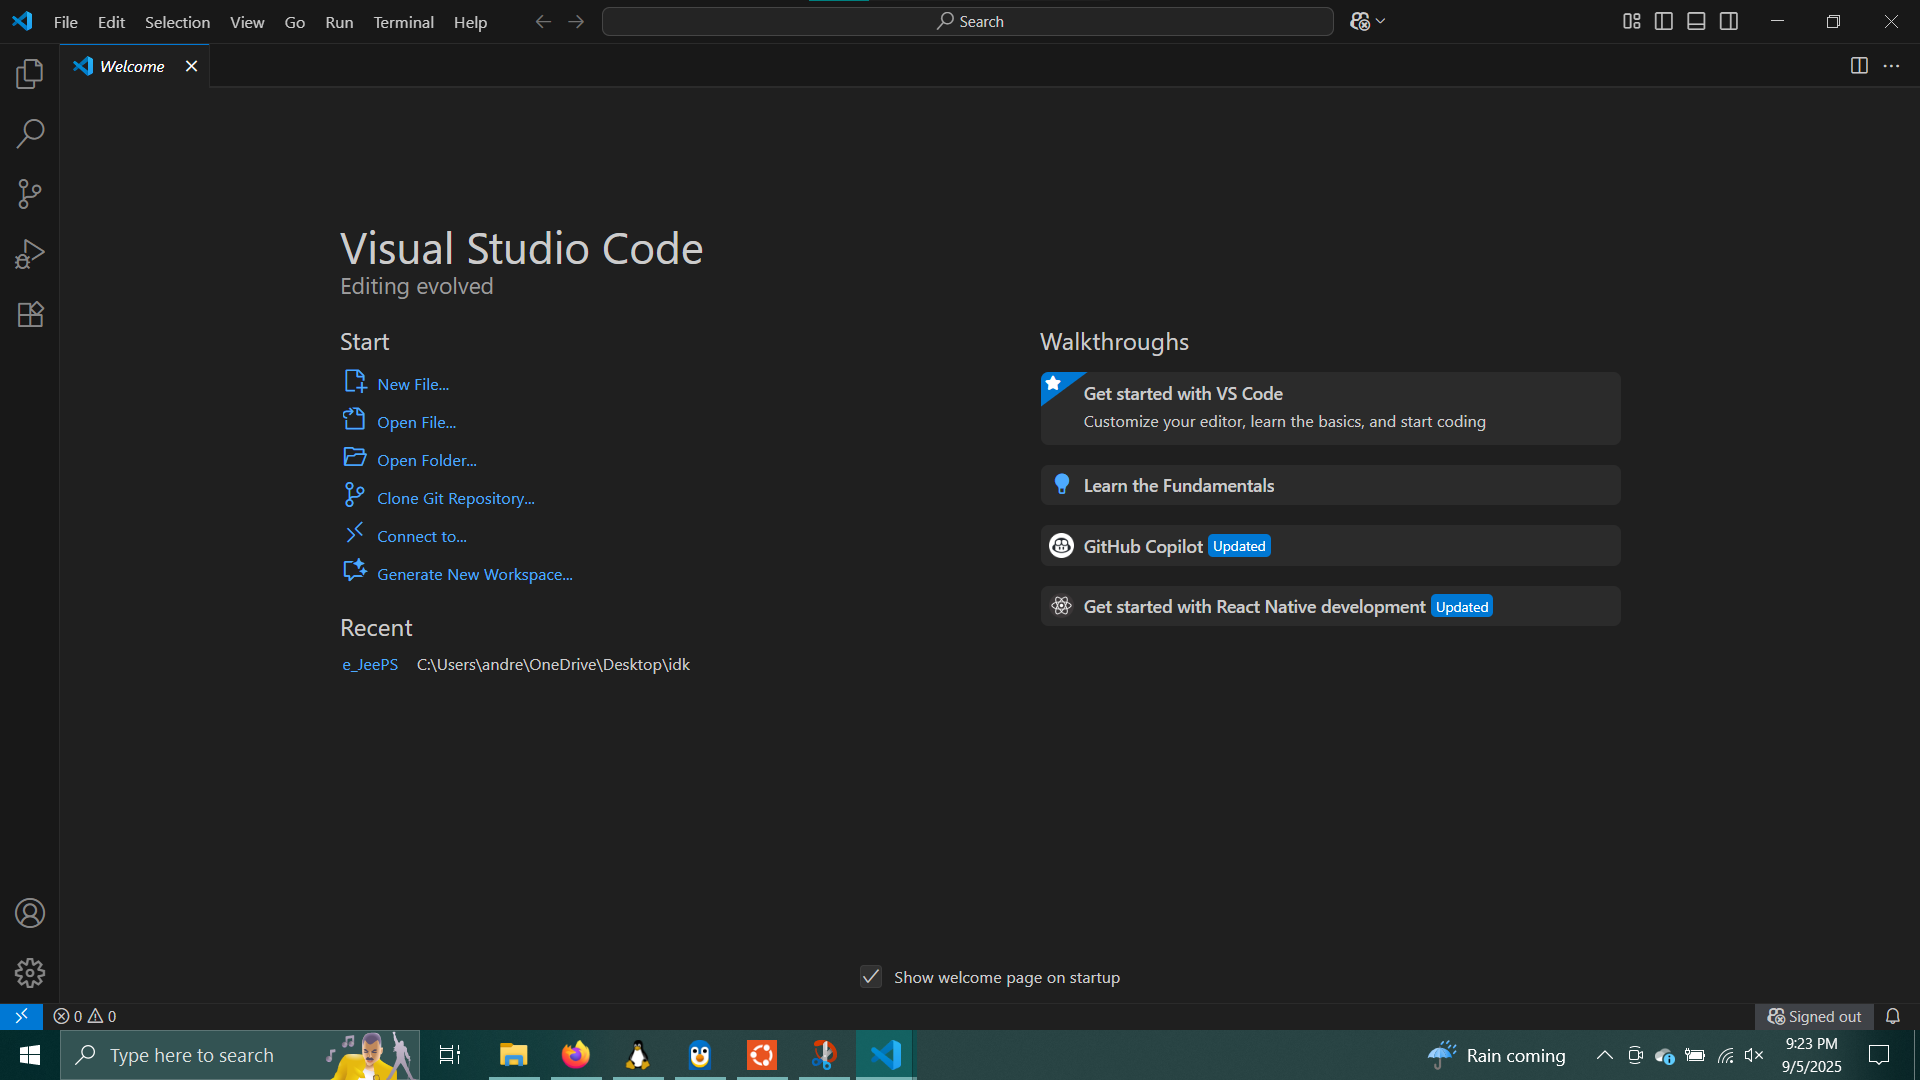 File Edit Selection View Go Run Terminal Help
Search
Welcome
Visual Studio Code
Editing evolved
Start
New File...
Open File...
Open Folder...
Clone Git Repository...
Connect to...
Generate New Workspace...
Recent
e_JeePS C:\Users\andre\OneDrive\Desktop\idk
Walkthroughs
Get started with VS Code
Customize your editor, learn the basics, and start coding
Learn the Fundamentals
GitHub Copilot Updated
Get started with React Native development Updated
Show welcome page on startup
0 0
Signed out
Type here to search
Rain coming
9:23 PM
9/5/2025